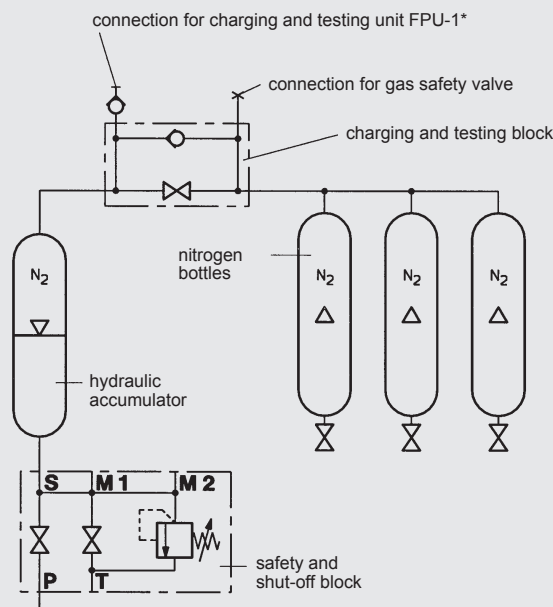 connection for charging and testing unit FPU-1*
connection for gas safety valve
charging and testing block
nitrogen
bottles
N2
N2
N2
N2
hydraulic
accumulator
S M 1 M 2
safety and
shut-off block
P T